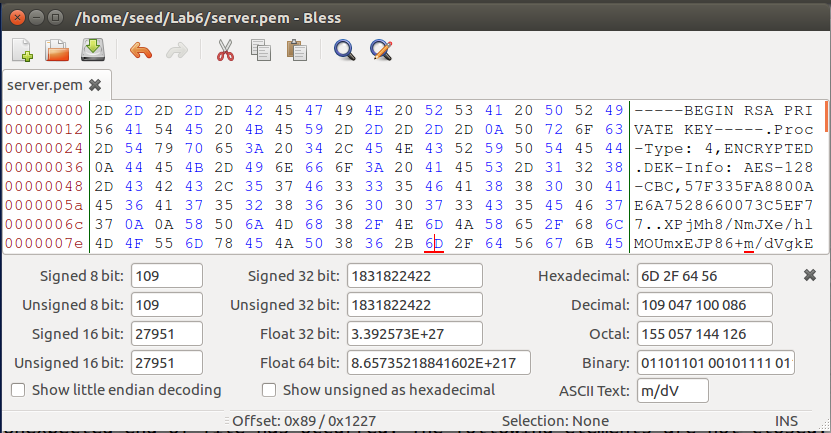 /home/seed/Lab6/server.pem - Bless
server.pem
00000000 2D 2D 2D 2D 2D 42 45 47 49 4E 20 52 53 41 20 50 52 49 -----BEGIN RSA PRI
00000012 56 41 54 45 20 4B 45 59 2D 2D 2D 2D 2D 0A 50 72 6F 63 VATE KEY-----.Proc
00000024 2D 54 79 70 65 3A 20 34 2C 45 4E 43 52 59 50 54 45 44 -Type: 4,ENCRYPTED
00000036 0A 44 45 4B 2D 49 6E 66 6F 3A 20 41 45 53 2D 31 32 38 .DEK-Info: AES-128
00000048 2D 43 42 43 2C 35 37 46 33 33 35 46 41 38 38 30 30 41 -CBC,57F335FA8800A
0000005a 45 36 41 37 35 32 38 36 36 30 30 37 33 43 35 45 46 37 E6A7528660073C5EF7
0000006c 37 0A 0A 58 50 6A 4D 68 38 2F 4E 6D 4A 58 65 2F 68 6C 7..XPjMh8/NmJXe/hl
0000007e 4D 4F 55 6D 78 45 4A 50 38 36 2B 6D 2F 64 56 67 6B 45 MOUmxEJP86+m/dVgkE
Signed 8 bit: 109 Signed 32 bit: 1831822422 Hexadecimal: 6D 2F 64 56
Unsigned 8 bit: 109 Unsigned 32 bit: 1831822422 Decimal: 109 047 100 086
Signed 16 bit: 27951 Float 32 bit: 3.392573E+27 Octal: 155 057 144 126
Unsigned 16 bit: 27951 Float 64 bit: 8.65735218841602E+217 Binary: 01101101 00101111 01
Show little endian decoding Show unsigned as hexadecimal ASCII Text: m/dV
Offset: 0x89 / 0x1227 Selection: None INS